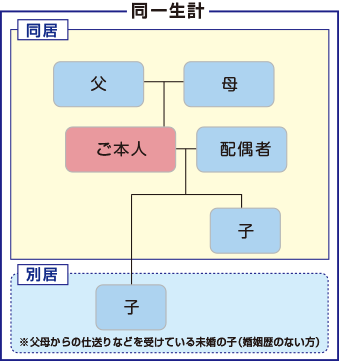 同一生計
同居
父
母
ご本人
配偶者
子
別居
子
※父母からの仕送りなどを受けている未婚の子(婚姻歴のない方)